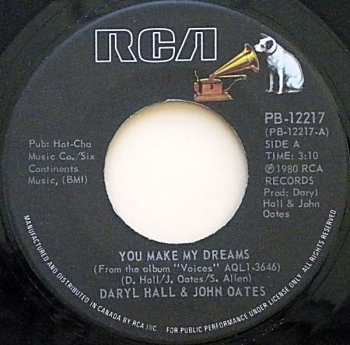 RCA
PB-12217
(PB-12217-A)
SIDE A
TIME: 3:10
℗ 1980 RCA
RECORDS
Prod: Daryl
Hall & John
Oates
Pub: Hot-Cha
Music Co./Six
Continents
Music, (BMI)
YOU MAKE MY DREAMS
(From the album "Voices" AQL1-3646)
(D. Hall/J. Oates/S. Allen)
DARYL HALL & JOHN OATES
MANUFACTURED AND DISTRIBUTED IN CANADA BY RCA INC. FOR PUBLIC PERFORMANCE UNDER LICENSE ONLY.